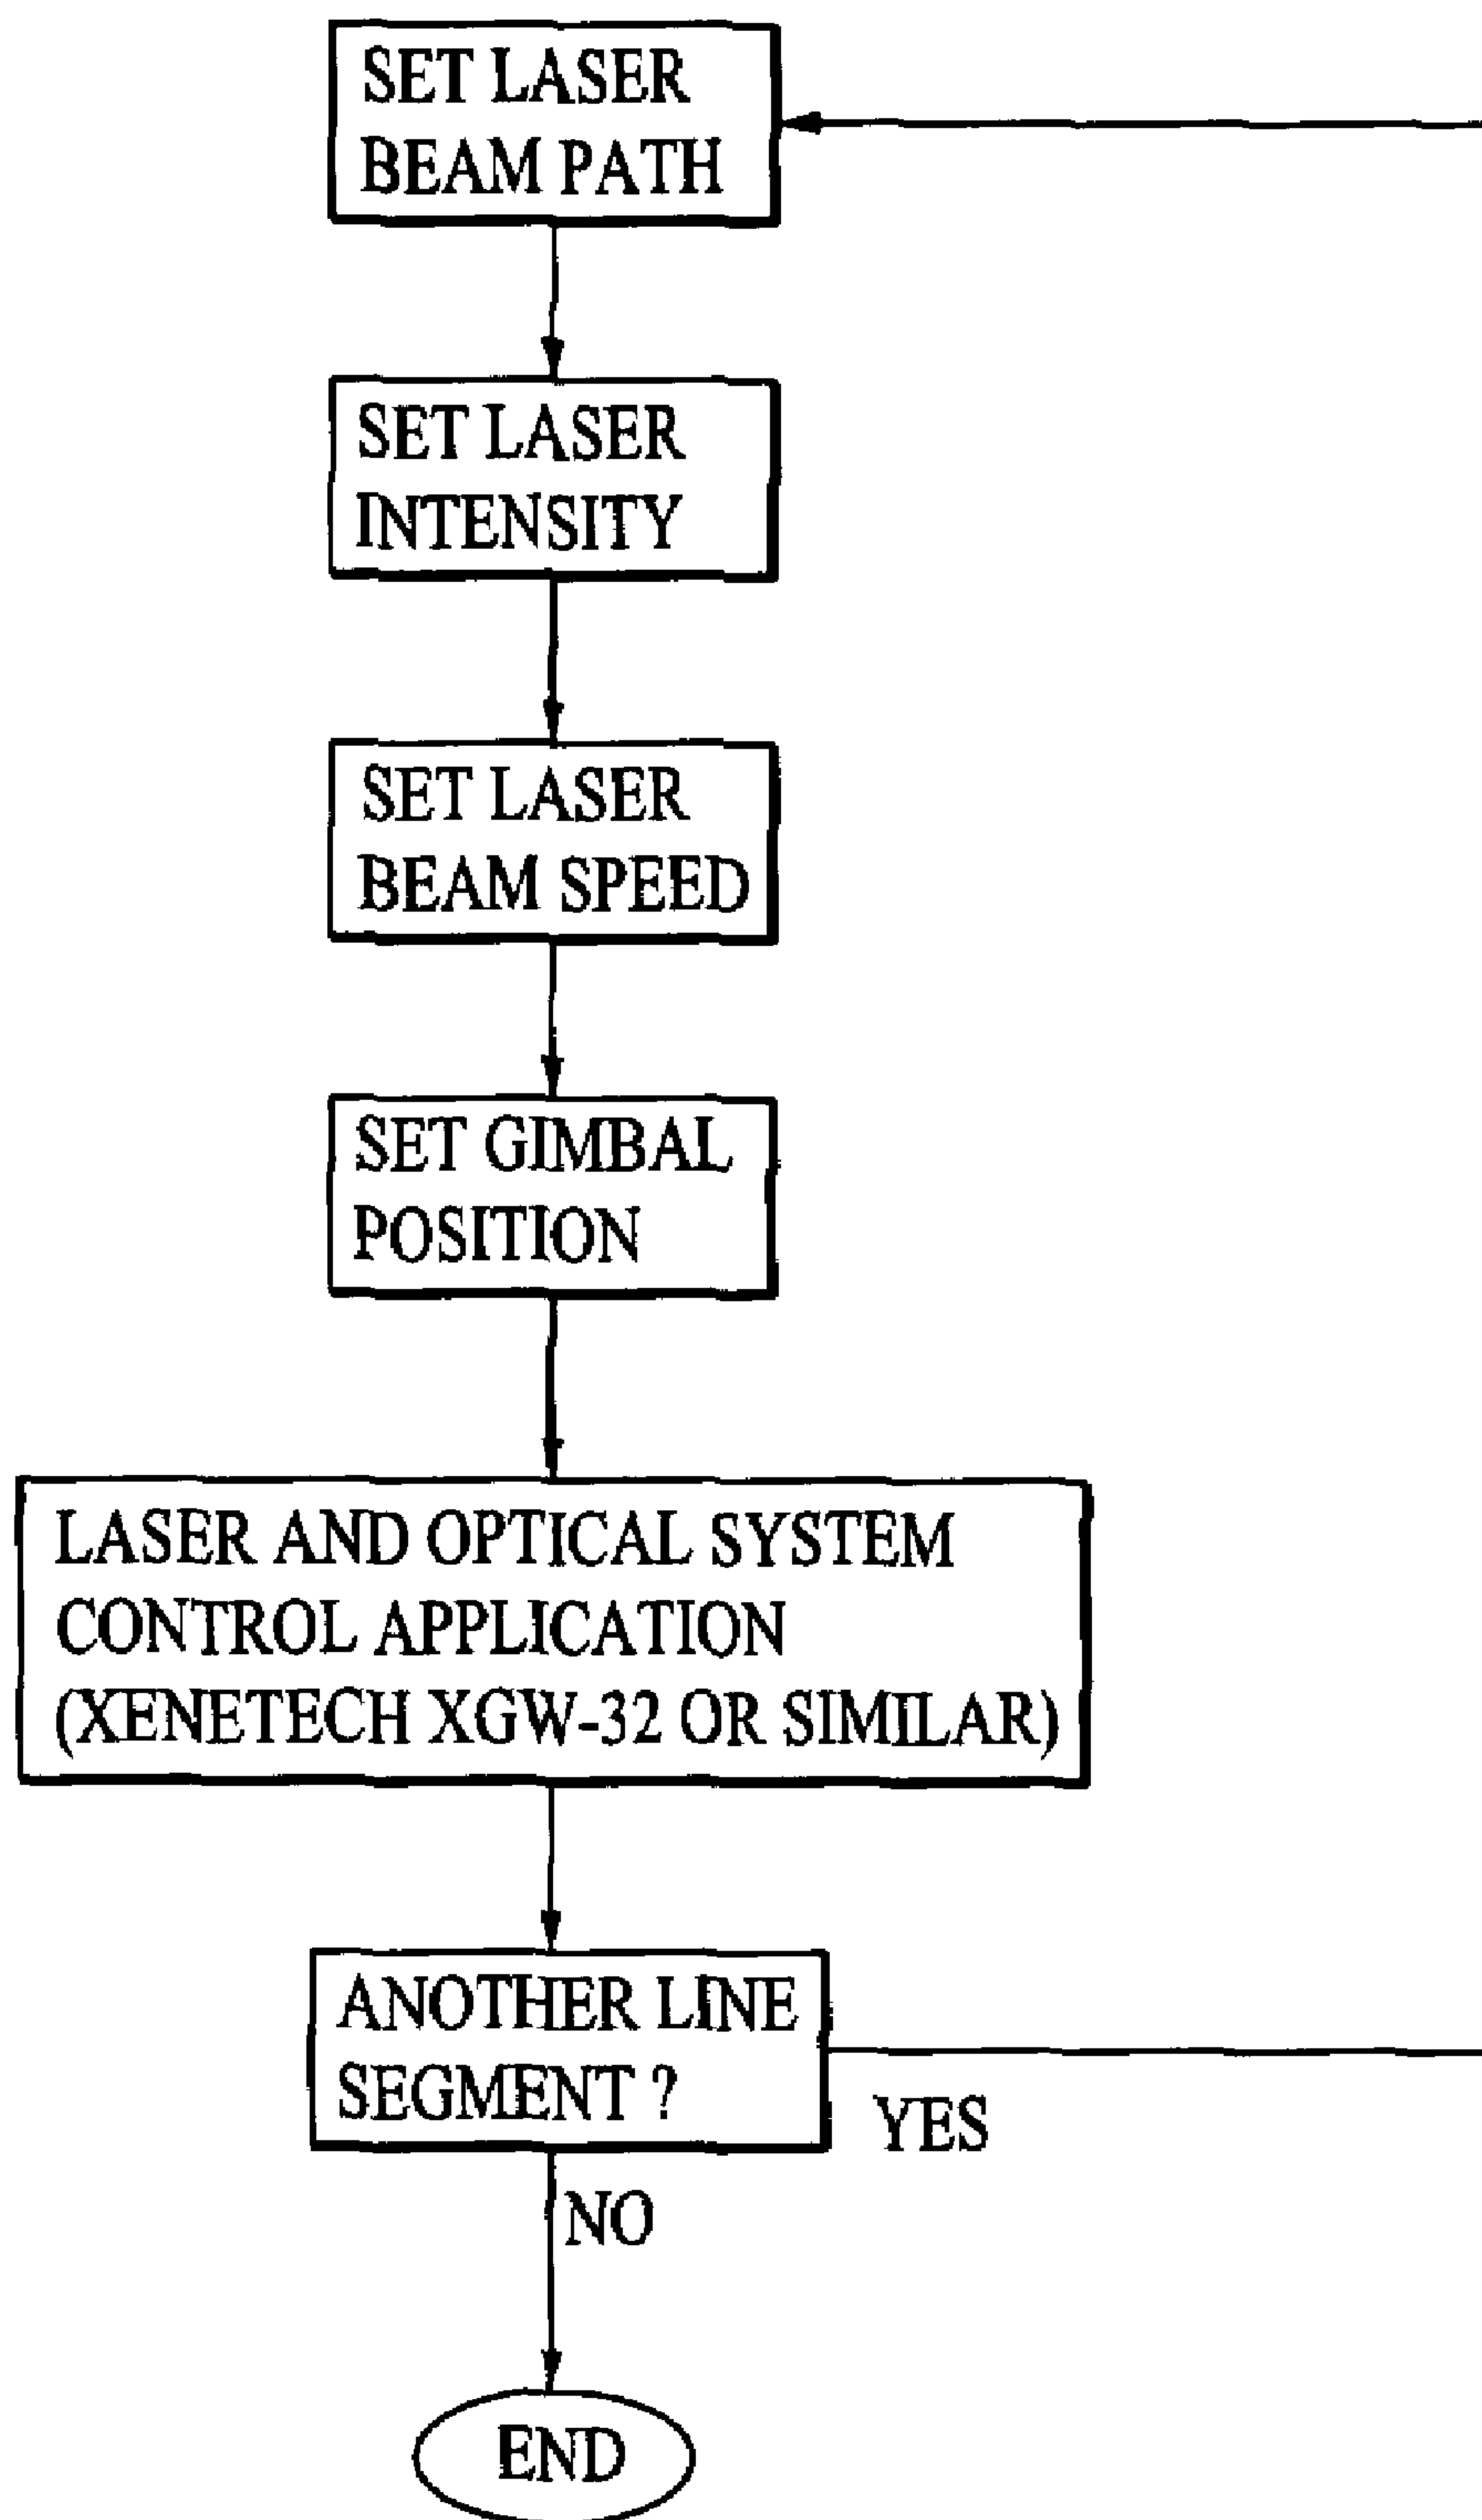 SET LASER
BEAM PATH
SET LASER
INTENSITY
SET LASER
BEAM SPEED
SET GIMBAL
POSITION
LASER AND OPTICAL SYSTEM
CONTROL APPLICATION
(XENETECH XGW-32 OR SIMILAR)
ANOTHER LINE
SEGMENT ?
YES
NO
END